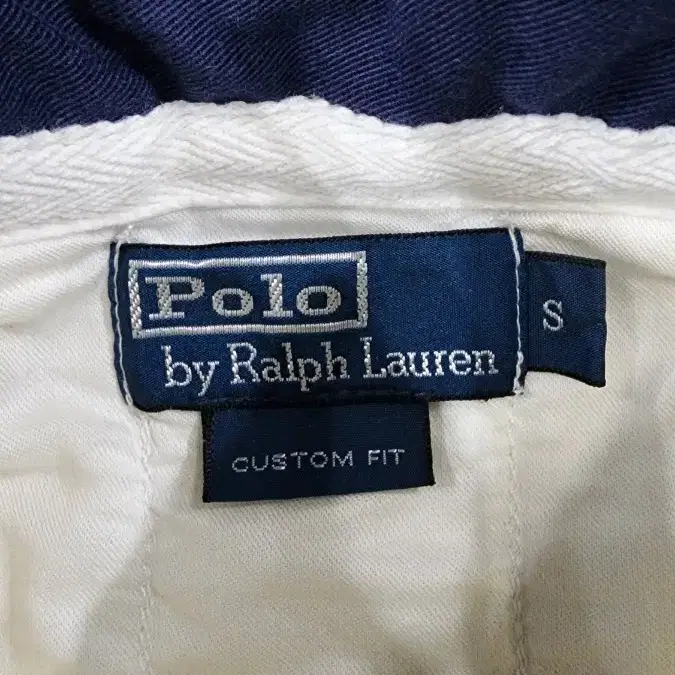 Polo
by Ralph Lauren
S
CUSTOM FIT